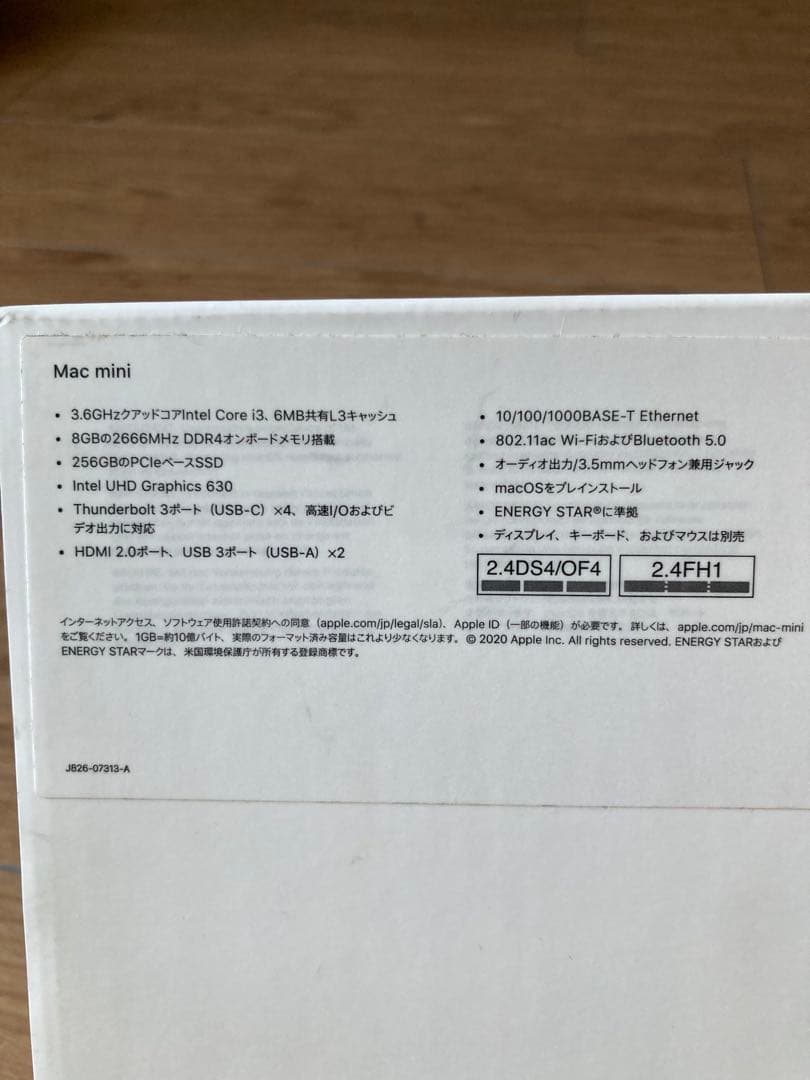 Mac mini
• 3.6GHzクアッドコアIntel Core i3、6MB共有L3キャッシュ
• 8GBの2666MHz DDR4オンボードメモリ搭載
• 256GBのPCIeベースSSD
• Intel UHD Graphics 630
• Thunderbolt 3ポート（USB-C）×4、高速I/Oおよびビ
デオ出力に対応
• HDMI 2.0ポート、USB 3ポート（USB-A）×2
• 10/100/1000BASE-T Ethernet
• 802.11ac Wi-FiおよびBluetooth 5.0
• オーディオ出力/3.5mmヘッドフォン兼用ジャック
• macOSをプレインストール
• ENERGY STAR®に準拠
• ディスプレイ、キーボード、およびマウスは別売
2.4DS4/OF4
2.4FH1
インターネットアクセス、ソフトウェア使用許諾契約への同意（apple.com/jp/legal/sla）、Apple ID（一部の機能）が必要です。詳しくは、apple.com/jp/mac-mini
をご覧ください。1GB=約10億バイト、実際のフォーマット済み容量はこれより少なくなります。© 2020 Apple Inc. All rights reserved. ENERGY STARおよび
ENERGY STARマークは、米国環境保護庁が所有する登録商標です。
JB26-07313-A